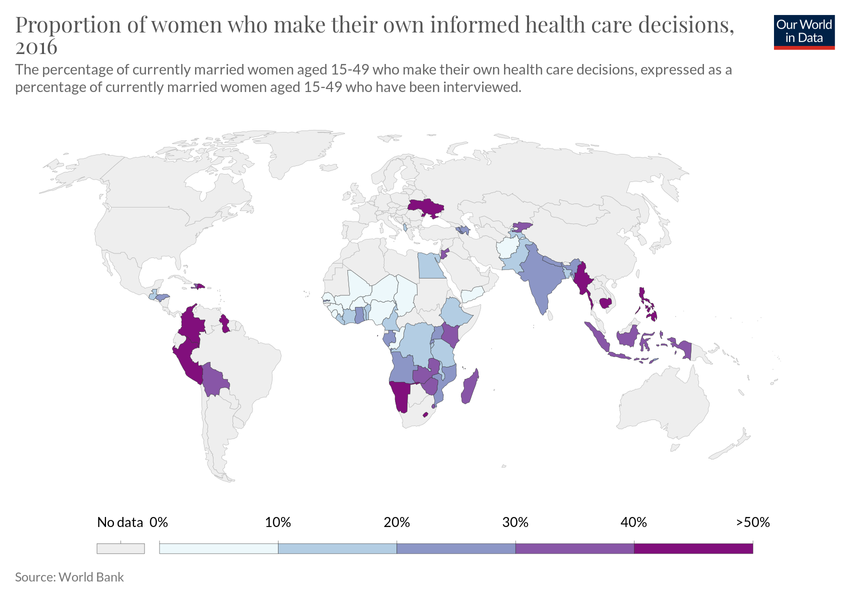 Proportion of women who make their own informed health care decisions,
2016
Our World
in Data
The percentage of currently married women aged 15-49 who make their own health care decisions, expressed as a
percentage of currently married women aged 15-49 who have been interviewed.
No data 0% 10% 20% 30% 40% >50%
Source: World Bank